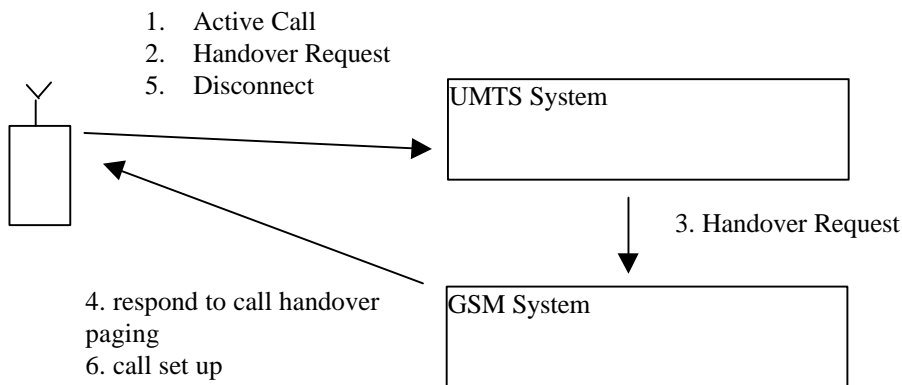 1. Active Call
2. Handover Request
5. Disconnect
UMTS System
3. Handover Request
4. respond to call handover
paging
6. call set up
GSM System